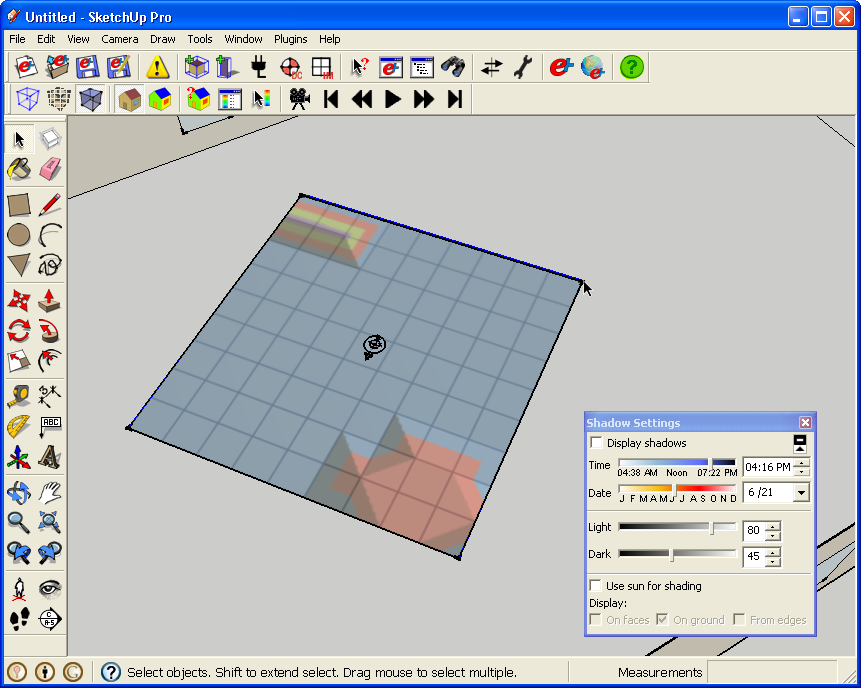 Untitled - SketchUp Pro
File Edit View Camera Draw Tools Window Plugins Help
ABC
Shadow Settings
Display shadows
Time 04:38 AM Noon 07:22 PM 04:16 PM
Date J F M A M J J A S O N D 6 /21
Light 80
Dark 45
Use sun for shading
Display:
On faces On ground From edges
Select objects. Shift to extend select. Drag mouse to select multiple. Measurements